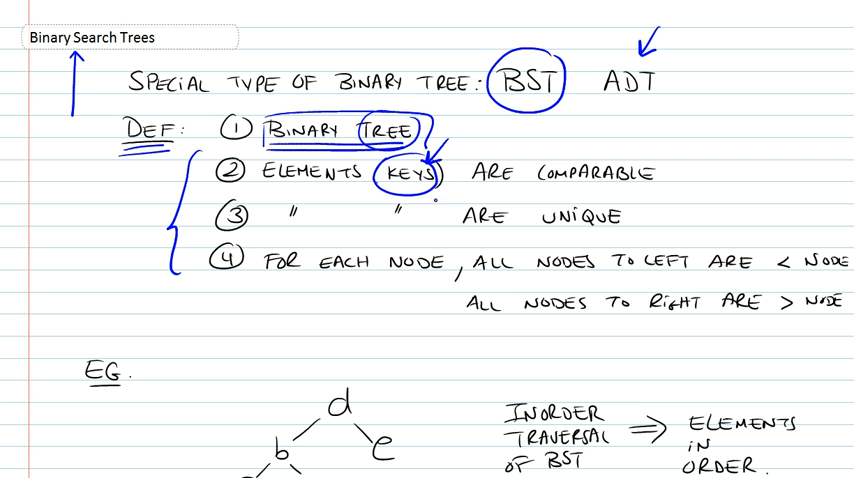 Binary Search Trees
SPECIAL TYPE OF BINARY TREE: BST ADT
DEF: ① BINARY TREE
② ELEMENTS (KEYS) ARE COMPARABLE
③ " " ARE UNIQUE
④ FOR EACH NODE, ALL NODES TO LEFT ARE < NODE
ALL NODES TO RIGHT ARE > NODE
EG.
d
b e
INORDER
TRAVERSAL
OF BST
⇒ ELEMENTS
IN
ORDER.